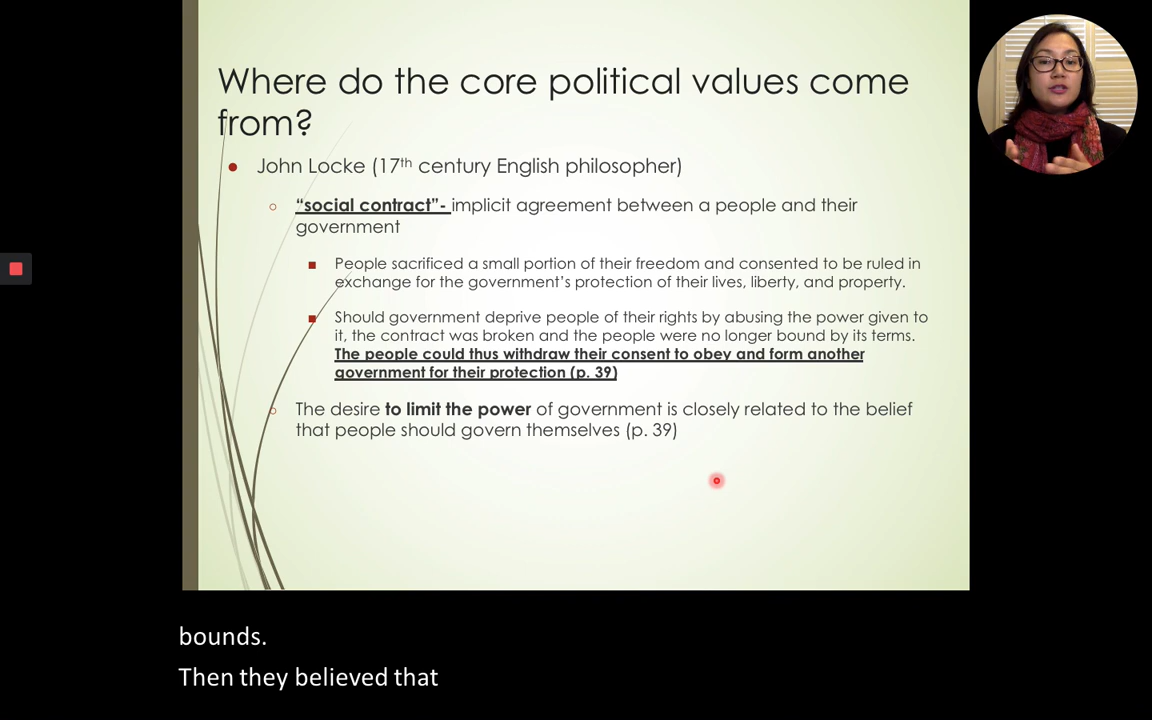 Where do the core political values come
from?
John Locke (17th century English philosopher)
“social contract”- implicit agreement between a people and their
government
People sacrificed a small portion of their freedom and consented to be ruled in
exchange for the government’s protection of their lives, liberty, and property.
Should government deprive people of their rights by abusing the power given to
it, the contract was broken and the people were no longer bound by its terms.
The people could thus withdraw their consent to obey and form another
government for their protection (p. 39)
The desire to limit the power of government is closely related to the belief
that people should govern themselves (p. 39)
bounds.
Then they believed that